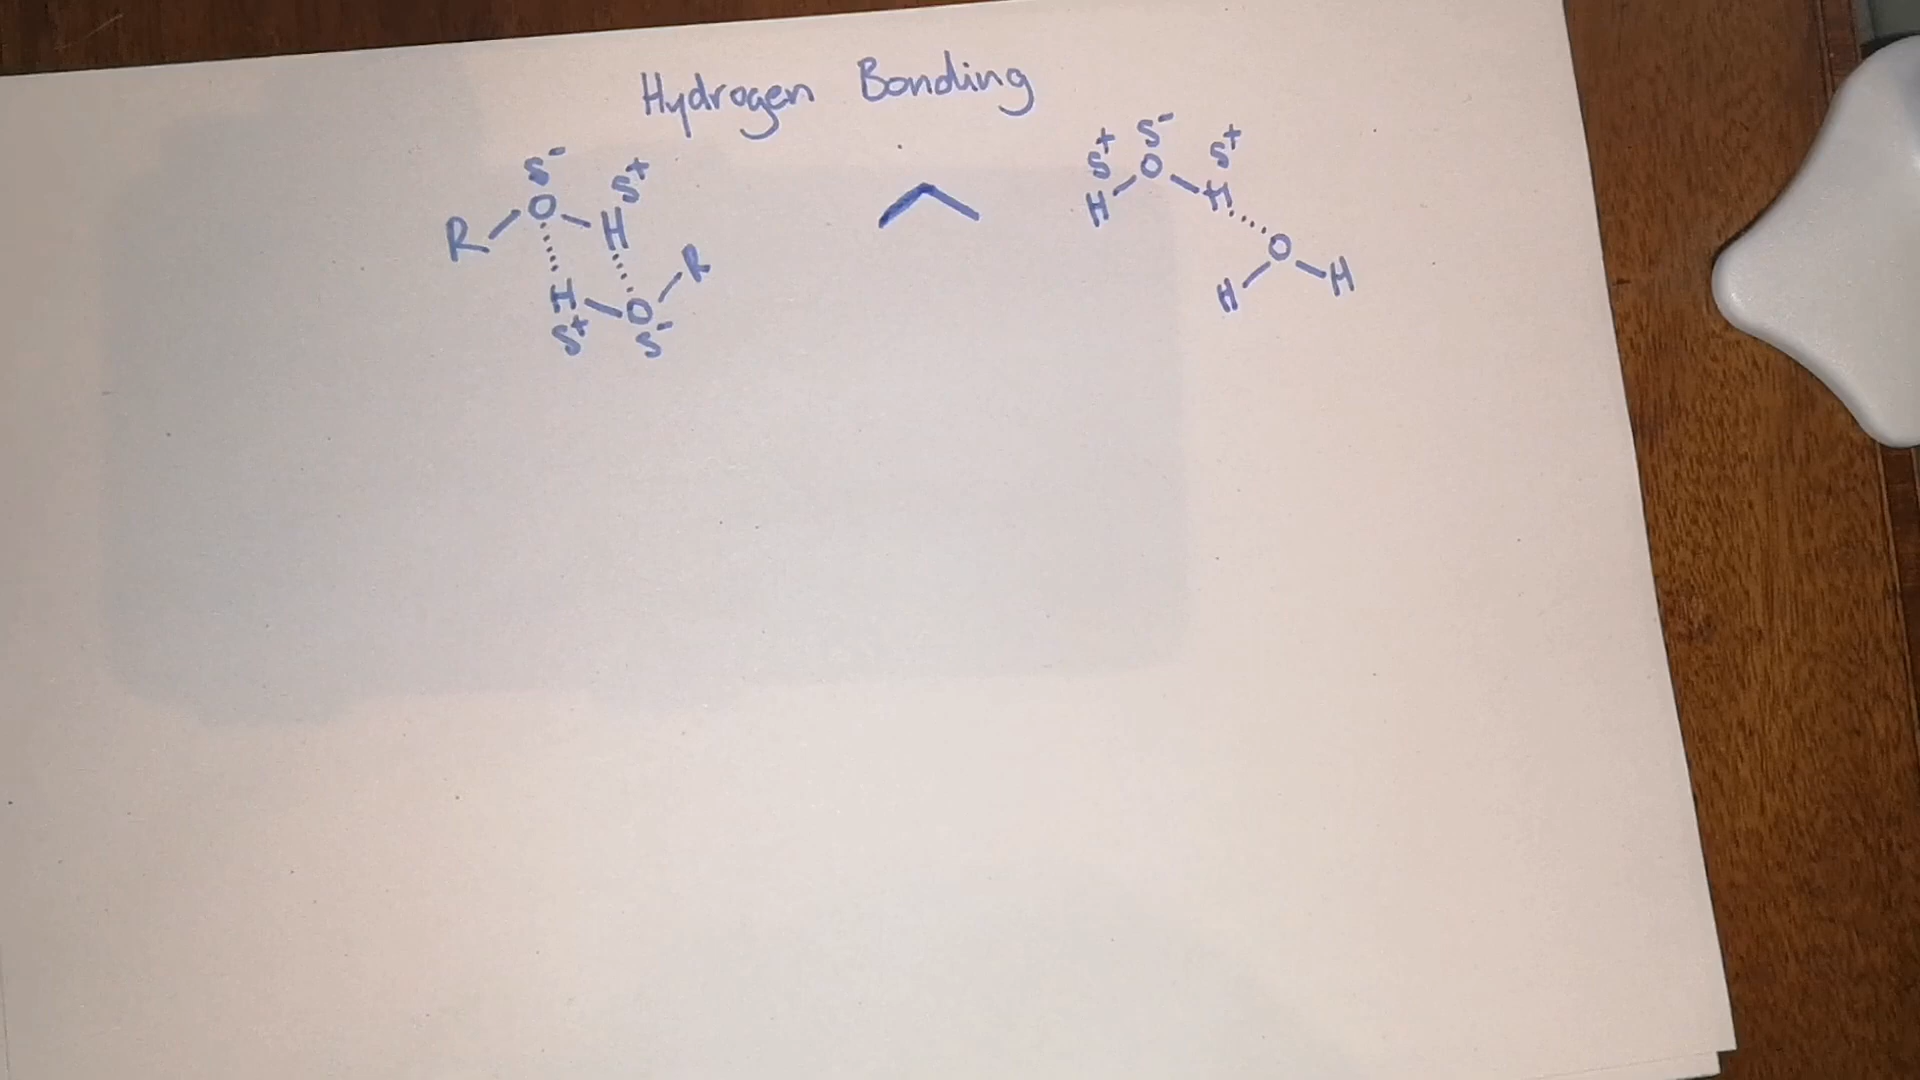 Hydrogen Bonding
δ- δ+
R O H
H O R
δ+ δ-
δ+ δ- δ+
H O H
O
H H